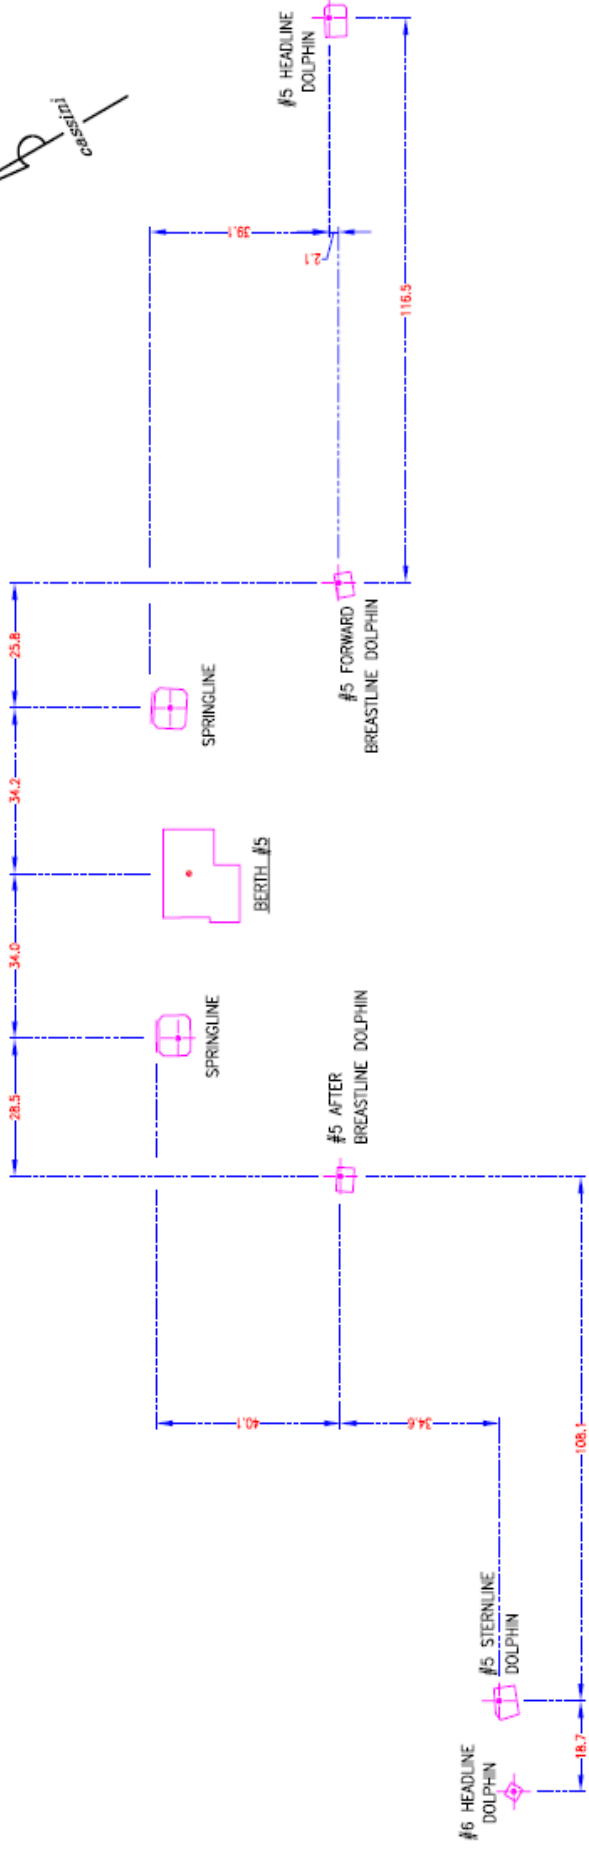 cassini
#5 HEADLINE
DOLPHIN
39.1
2.1
116.5
25.8
#5 FORWARD
BREASTLINE DOLPHIN
SPRINGLINE
34.2
BERTH #5
34.0
SPRINGLINE
28.5
#5 AFTER
BREASTLINE DOLPHIN
40.1
34.6
108.1
#5 STERNLINE
DOLPHIN
18.7
#6 HEADLINE
DOLPHIN